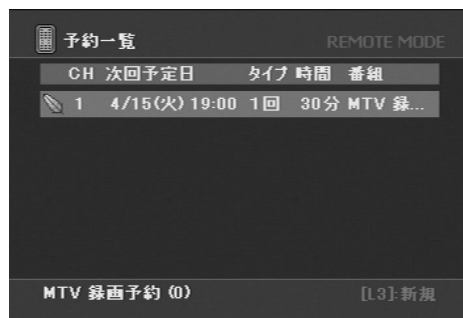 予約一覧 REMOTE MODE
CH 次回予定日 タイプ 時間 番組
1 4/15(火) 19:00 1回 30分 MTV 録...
MTV 録画予約 (0) [L3]:新規